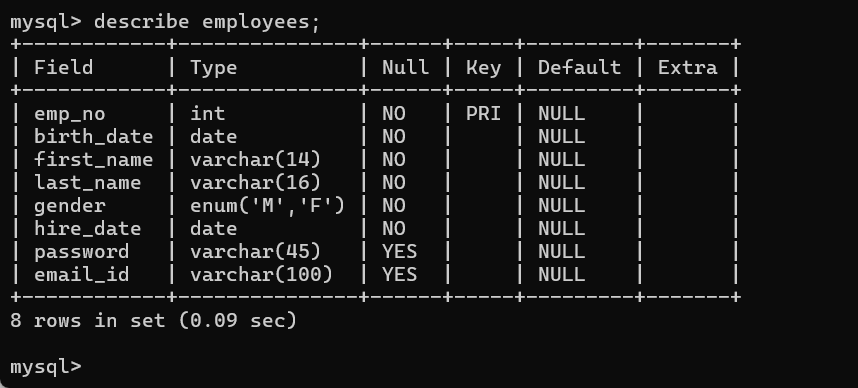 mysql> describe employees;
+------------+---------------+------+-----+---------+-------+
| Field      | Type          | Null | Key | Default | Extra |
+------------+---------------+------+-----+---------+-------+
| emp_no     | int           | NO   | PRI | NULL    |       |
| birth_date | date          | NO   |     | NULL    |       |
| first_name | varchar(14)   | NO   |     | NULL    |       |
| last_name  | varchar(16)   | NO   |     | NULL    |       |
| gender     | enum('M','F') | NO   |     | NULL    |       |
| hire_date  | date          | NO   |     | NULL    |       |
| password   | varchar(45)   | YES  |     | NULL    |       |
| email_id   | varchar(100)  | YES  |     | NULL    |       |
+------------+---------------+------+-----+---------+-------+
8 rows in set (0.09 sec)
mysql>